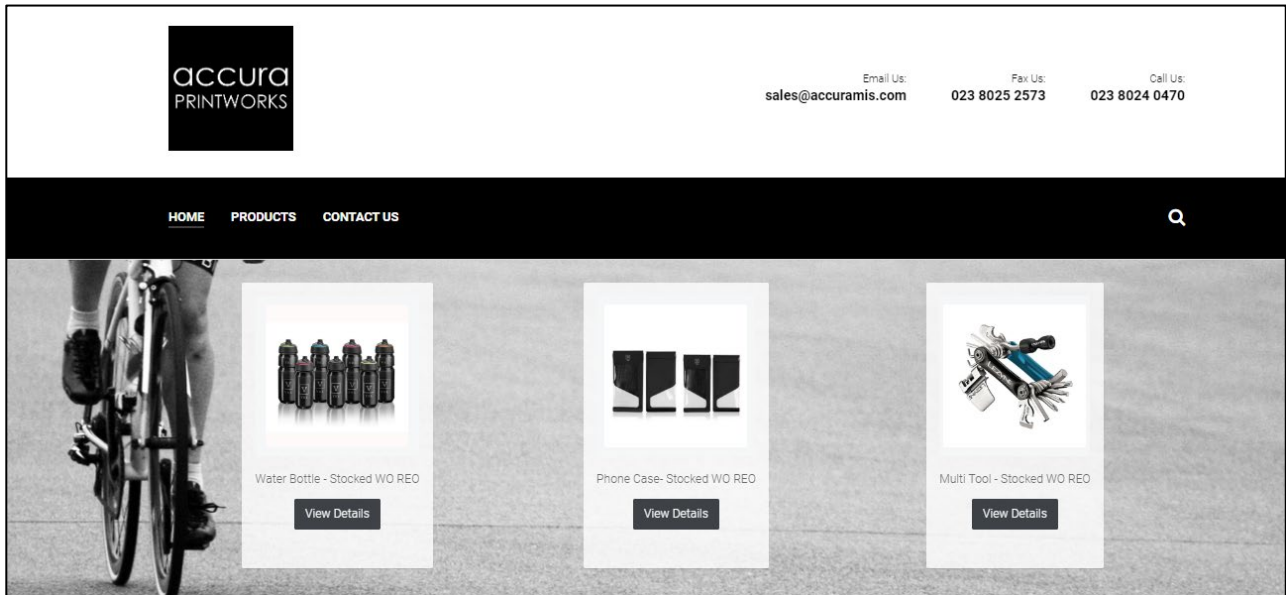 accura
PRINTWORKS
Email Us:
sales@accuramis.com
Fax Us:
023 8025 2573
Call Us:
023 8024 0470
HOME PRODUCTS CONTACT US
Water Bottle - Stocked WO REO
View Details
Phone Case- Stocked WO REO
View Details
Multi Tool - Stocked WO REO
View Details